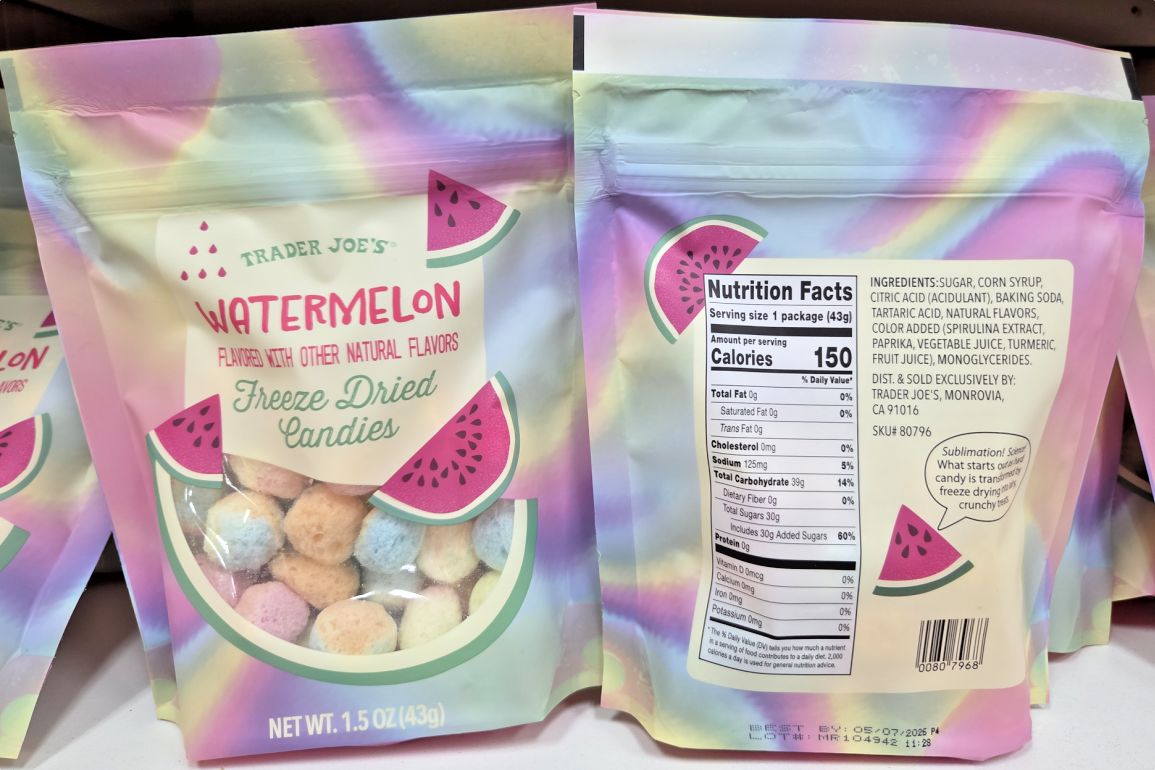 TRADER JOE'S®
WATERMELON
FLAVORED WITH OTHER NATURAL FLAVORS
Freeze Dried
Candies
NET WT. 1.5 OZ (43g)
LON
Nutrition Facts
Serving size 1 package (43g)
Amount per serving
Calories 150
% Daily Value*
Total Fat 0g 0%
Saturated Fat 0g 0%
Trans Fat 0g
Cholesterol 0mg 0%
Sodium 125mg 5%
Total Carbohydrate 39g 14%
Dietary Fiber 0g 0%
Total Sugars 30g
Includes 30g Added Sugars 60%
Protein 0g
Vitamin D 0mcg 0%
Calcium 0mg 0%
Iron 0mg 0%
Potassium 0mg 0%
*The % Daily Value (DV) tells you how much a nutrient
in a serving of food contributes to a daily diet. 2,000
calories a day is used for general nutrition advice.
INGREDIENTS: SUGAR, CORN SYRUP,
CITRIC ACID (ACIDULANT), BAKING SODA,
TARTARIC ACID, NATURAL FLAVORS,
COLOR ADDED (SPIRULINA EXTRACT,
PAPRIKA, VEGETABLE JUICE, TURMERIC,
FRUIT JUICE), MONOGLYCERIDES.
DIST. & SOLD EXCLUSIVELY BY:
TRADER JOE'S, MONROVIA,
CA 91016
SKU# 80796
Sublimation! Science!
What starts out as hard
candy is transformed by
freeze drying into airy,
crunchy treats.
0080 7968
BEST BY: 05/07/2026 P4
LOT#: MR104942 11:28